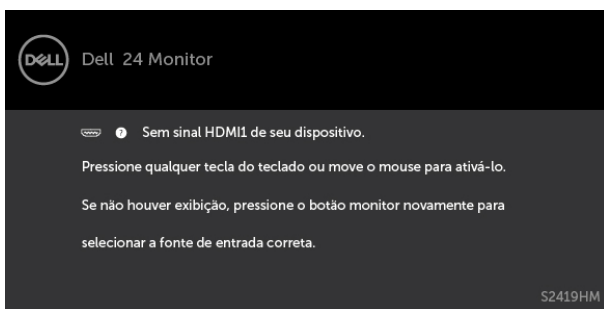 DELL
Dell 24 Monitor
Sem sinal HDMI1 de seu dispositivo.
Pressione qualquer tecla do teclado ou move o mouse para ativá-lo.
Se não houver exibição, pressione o botão monitor novamente para
selecionar a fonte de entrada correta.
S2419HM